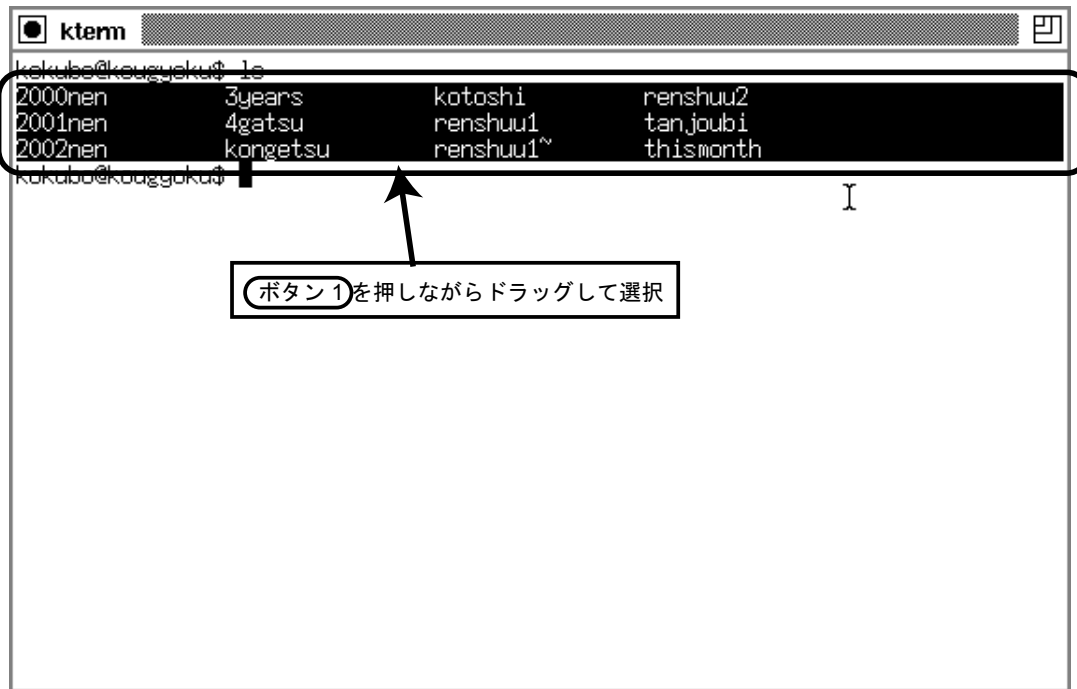 kterm
kokubo@kougyoku$ ls
2000nen 3years kotoshi renshuu2
2001nen 4gatsu renshuu1 tanjoubi
2002nen kongetsu renshuu1~ thismonth
kokubo@kougyoku$
ボタン1を押しながらドラッグして選択